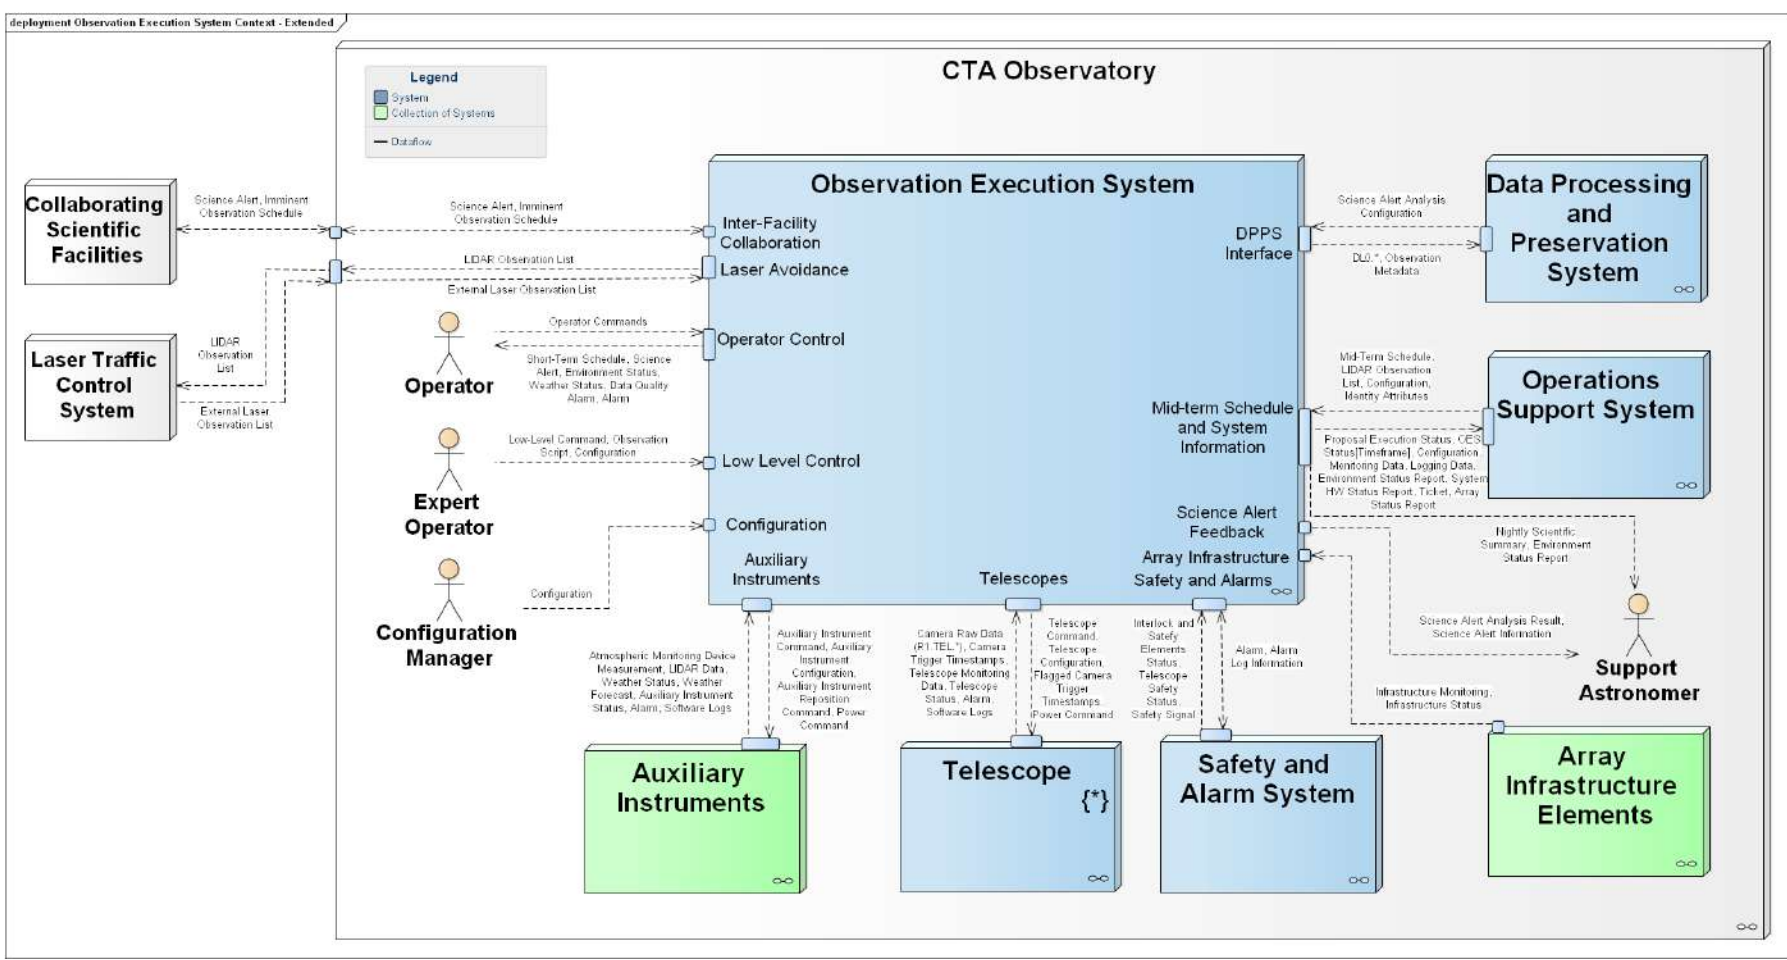 deployment Observation Execution System Context - Extended
CTA Observatory
Legend
System
Collection of Systems
Dataflow
Collaborating
Scientific
Facilities
Science Alert, Imminent
Observation Schedule
Science Alert, Imminent
Observation Schedule
LIDAR Observation List
External Laser Observation List
Laser Traffic
Control
System
LIDAR
Observation
List
External Laser
Observation List
Operator
Operator Commands
Short-Term Schedule, Science
Alert, Environment Status,
Weather Status, Data Quality
Alarm, Alarm
Expert
Operator
Low-Level Command, Observation
Script, Configuration
Configuration
Manager
Configuration
Observation Execution System
Inter-Facility
Collaboration
Laser Avoidance
Operator Control
Low Level Control
Configuration
Auxiliary
Instruments
Telescopes
DPPS
Interface
Mid-term Schedule
and System
Information
Science Alert
Feedback
Array Infrastructure
Safety and Alarms
Science Alert Analysis
Configuration
DL0.*, Observation
Metadata
Data Processing
and
Preservation
System
Mid-Term Schedule,
LIDAR Observation
List, Configuration,
Identity Attributes
Proposal Execution Status, OES
Status[Timeframe], Configuration,
Monitoring Data, Logging Data,
Environment Status Report, System
HW Status Report, Ticket, Array
Status Report
Operations
Support System
Nightly Scientific
Summary, Environment
Status Report
Science Alert Analysis Result,
Science Alert Information
Support
Astronomer
Infrastructure Monitoring,
Infrastructure Status
Atmospheric Monitoring Device
Measurement, LIDAR Data,
Weather Status, Weather
Forecast, Auxiliary Instrument
Status, Alarm, Software Logs
Auxiliary Instrument
Command, Auxiliary
Instrument
Configuration,
Auxiliary Instrument
Reposition
Command, Power
Command
Camera Raw Data
(R1.TEL.*), Camera
Trigger Timestamps,
Telescope Monitoring
Data, Telescope
Status, Alarm,
Software Logs
Telescope
Command,
Telescope
Configuration,
Flagged Camera
Trigger
Timestamps,
Power Command
Interlock and
Safety
Elements
Status,
Telescope
Safety
Status,
Safety Signal
Alarm, Alarm
Log Information
Auxiliary
Instruments
Telescope
{*}
Safety and
Alarm System
Array
Infrastructure
Elements